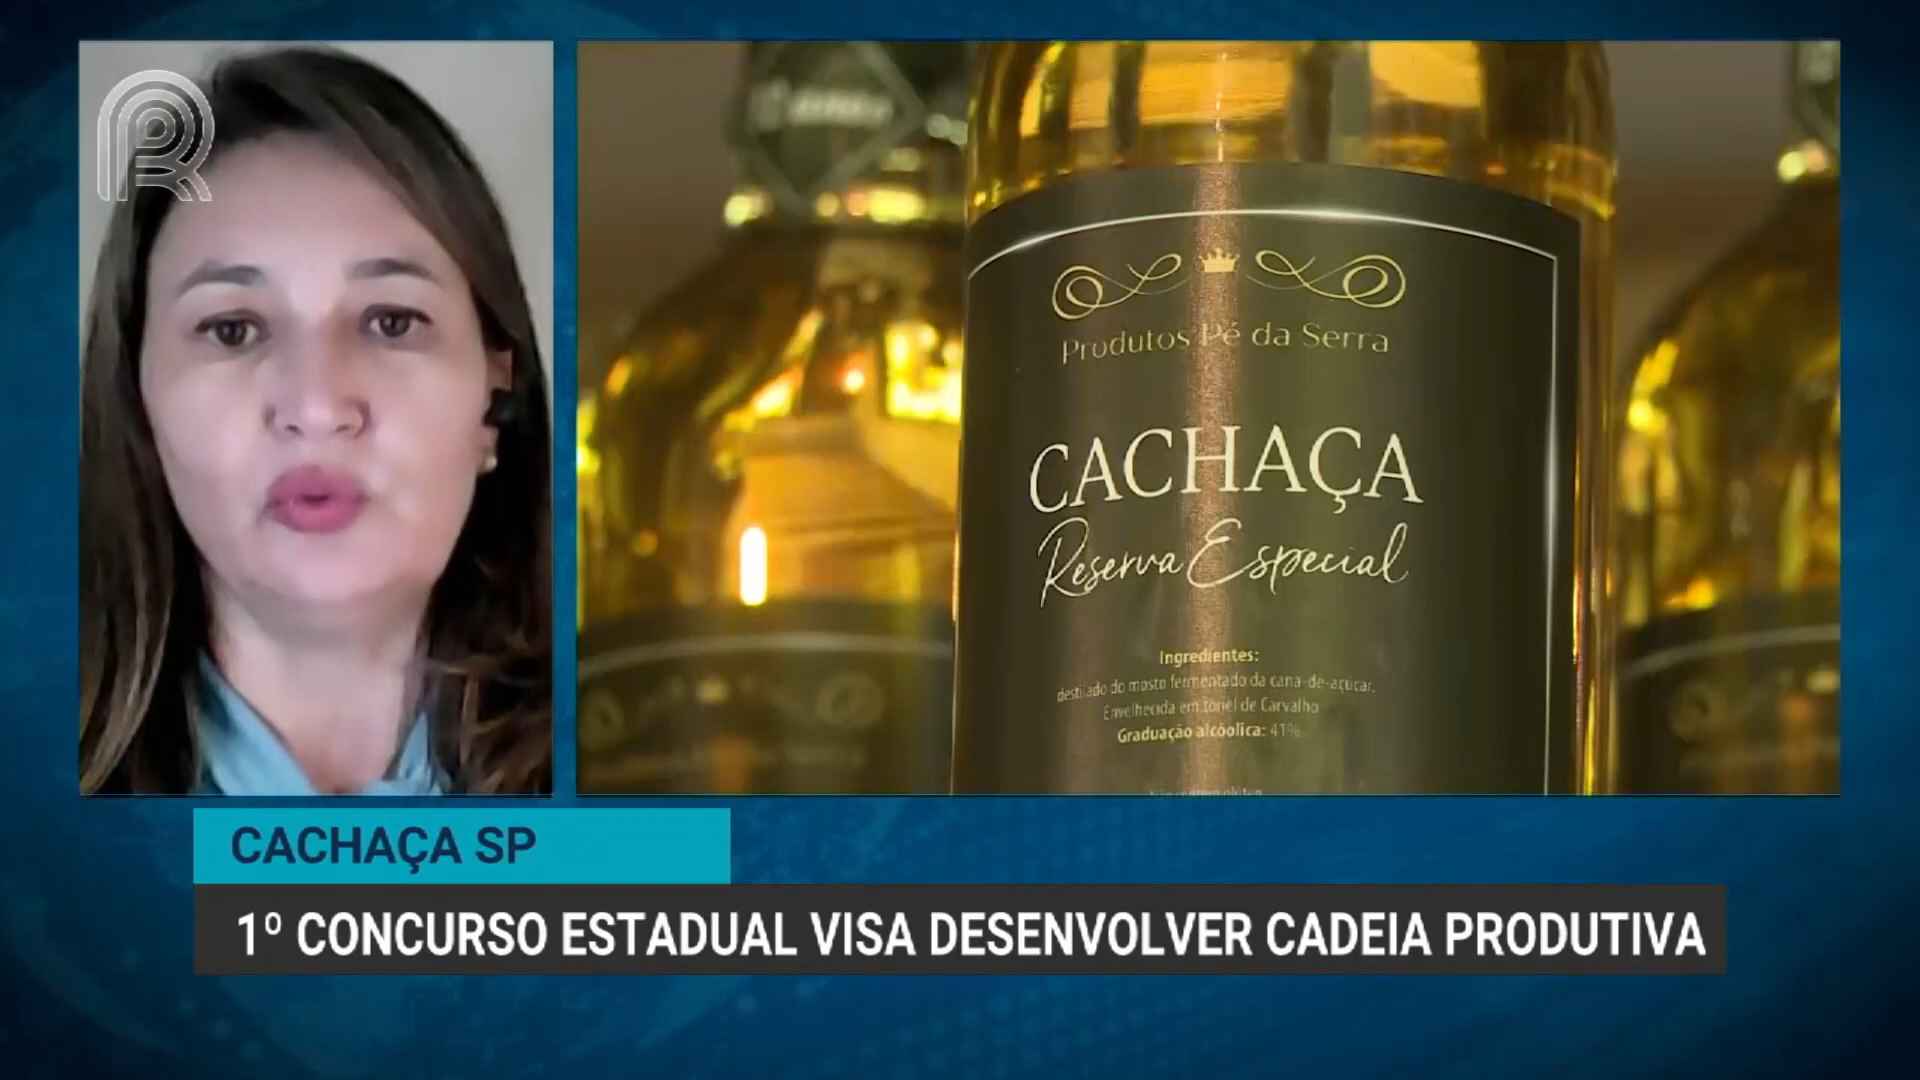 Produtos Pé da Serra
CACHAÇA
Reserva Especial
Ingredientes:
destilado do mosto fermentado da cana-de-açúcar.
Envelhecida em tonel de Carvalho
Graduação alcóolica: 41%
CACHAÇA SP
1º CONCURSO ESTADUAL VISA DESENVOLVER CADEIA PRODUTIVA